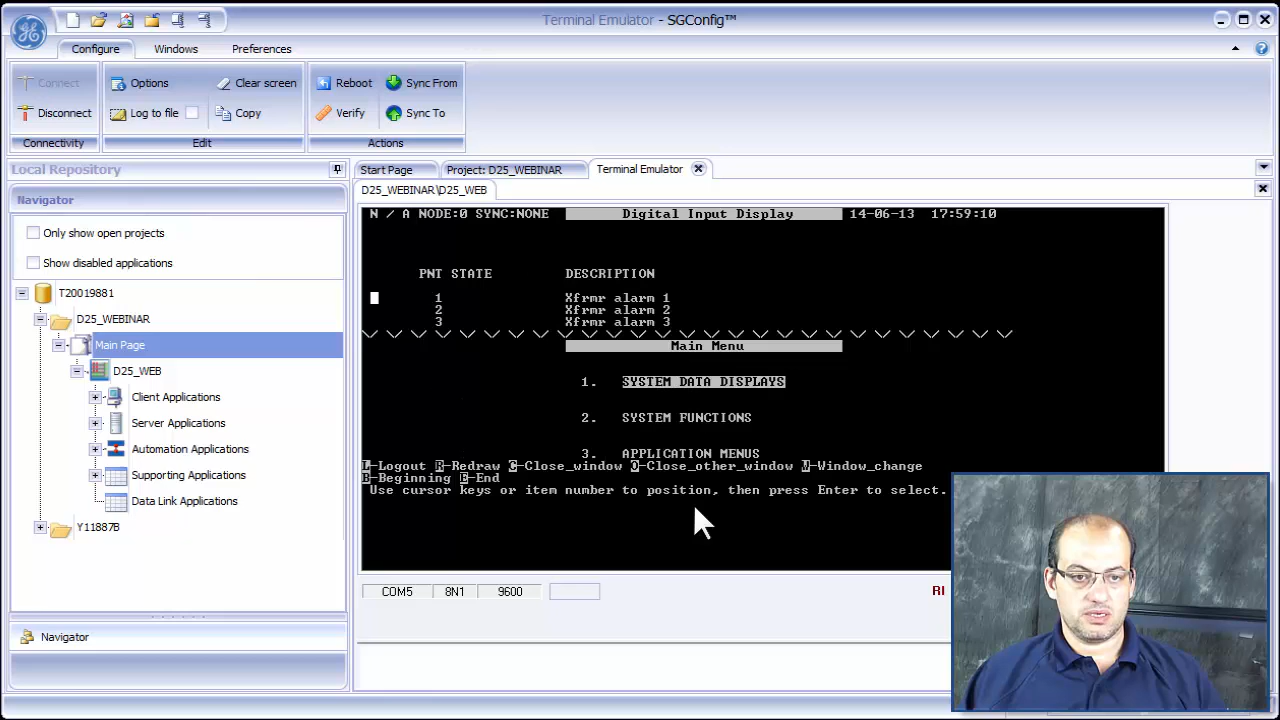 Terminal Emulator - SGConfig™
Configure Windows Preferences
Connect Options Clear screen Reboot Sync From
Disconnect Log to file Copy Verify Sync To
Connectivity Edit Actions
Local Repository
Start Page Project: D25_WEBINAR Terminal Emulator
Navigator
D25_WEBINAR\D25_WEB
Only show open projects
Show disabled applications
T20019881
D25_WEBINAR
Main Page
D25_WEB
Client Applications
Server Applications
Automation Applications
Supporting Applications
Data Link Applications
Y11887B
Navigator
N / A NODE:0 SYNC:NONE Digital Input Display 14-06-13 17:59:10
PNT STATE DESCRIPTION
1 Xfrmr alarm 1
2 Xfrmr alarm 2
3 Xfrmr alarm 3
Main Menu
1. SYSTEM DATA DISPLAYS
2. SYSTEM FUNCTIONS
3. APPLICATION MENUS
L-Logout R-Redraw C-Close_window O-Close_other_window W-Window_change
B-Beginning E-End
Use cursor keys or item number to position, then press Enter to select.
COM5 8N1 9600 RI